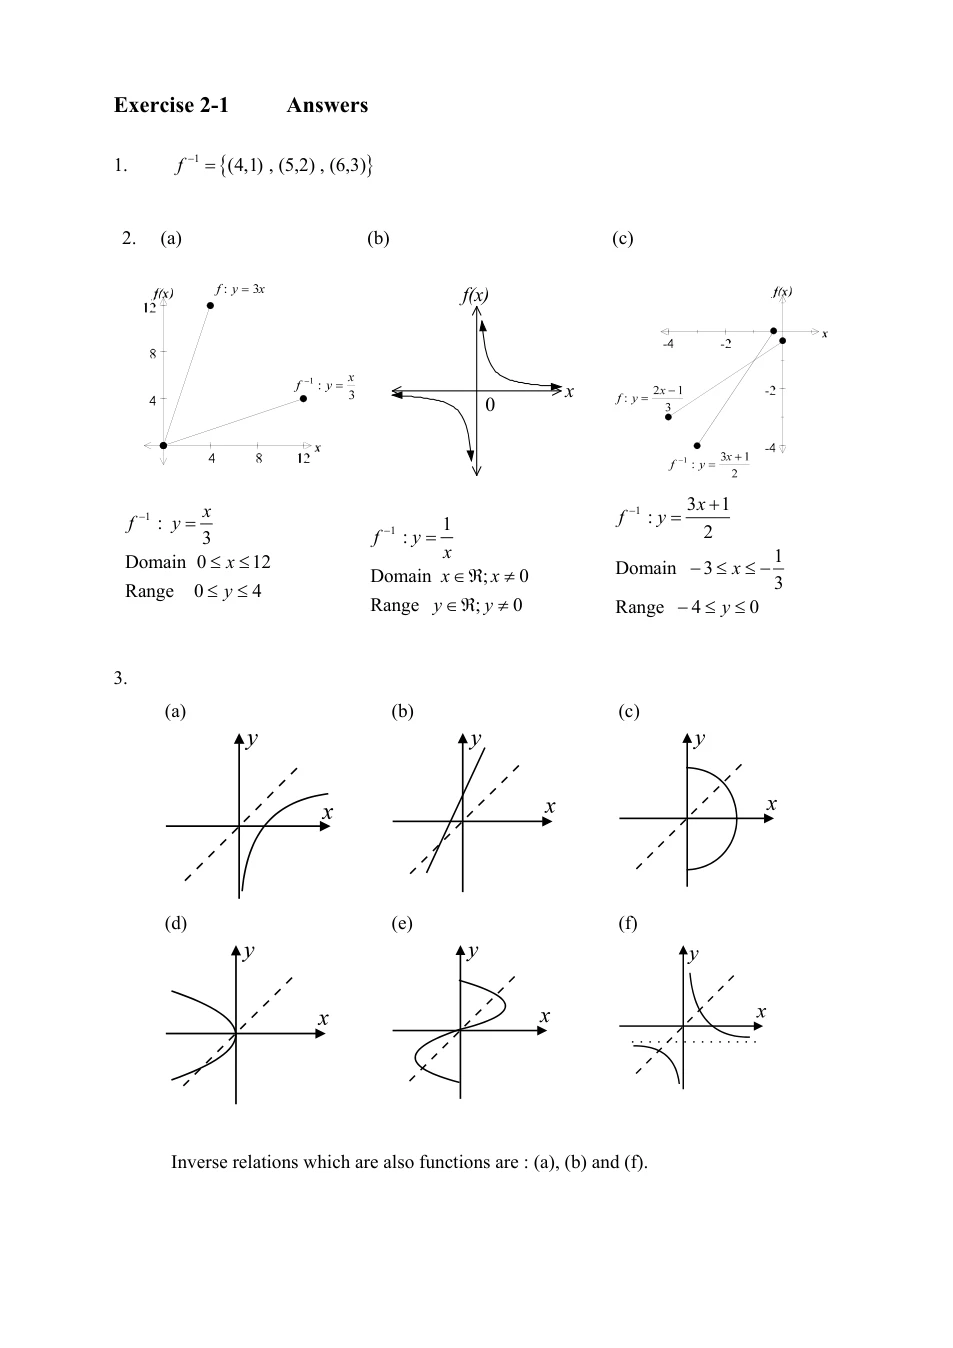 Exercise 2-1 Answers
1. f⁻¹ = {(4,1) , (5,2) , (6,3)}
2. (a) (b) (c)
f(x)
12
8
4
4 8 12
x
f : y = 3x
f⁻¹ : y = x/3
f(x)
x
0
f(x)
x
-4 -2
-2
-4
f : y = (2x − 1)/3
f⁻¹ : y = (3x + 1)/2
f⁻¹ : y = x/3
Domain 0 ≤ x ≤ 12
Range 0 ≤ y ≤ 4
f⁻¹ : y = 1/x
Domain x ∈ ℜ; x ≠ 0
Range y ∈ ℜ; y ≠ 0
f⁻¹ : y = (3x + 1)/2
Domain − 3 ≤ x ≤ − 1/3
Range − 4 ≤ y ≤ 0
3.
(a) (b) (c)
y y y
x x x
(d) (e) (f)
y y y
x x x
Inverse relations which are also functions are : (a), (b) and (f).